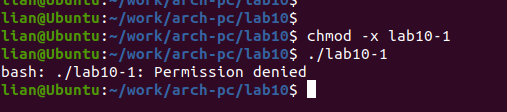 lian@Ubuntu:~/work/arch-pc/lab10$
lian@Ubuntu:~/work/arch-pc/lab10$ chmod -x lab10-1
lian@Ubuntu:~/work/arch-pc/lab10$ ./lab10-1
bash: ./lab10-1: Permission denied
lian@Ubuntu:~/work/arch-pc/lab10$